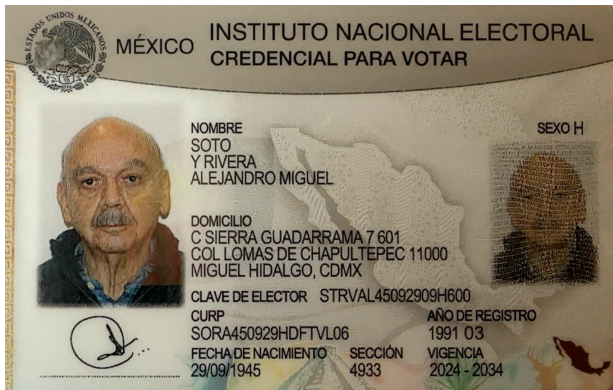 ESTADOS UNIDOS MEXICANOS
MÉXICO
INSTITUTO NACIONAL ELECTORAL
CREDENCIAL PARA VOTAR
NOMBRE
SEXO H
SOTO
Y RIVERA
ALEJANDRO MIGUEL
DOMICILIO
C SIERRA GUADARRAMA 7 601
COL LOMAS DE CHAPULTEPEC 11000
MIGUEL HIDALGO, CDMX
CLAVE DE ELECTOR STRVAL45092909H600
CURP AÑO DE REGISTRO
SORA450929HDFTVL06 1991 03
FECHA DE NACIMIENTO SECCIÓN VIGENCIA
29/09/1945 4933 2024 - 2034